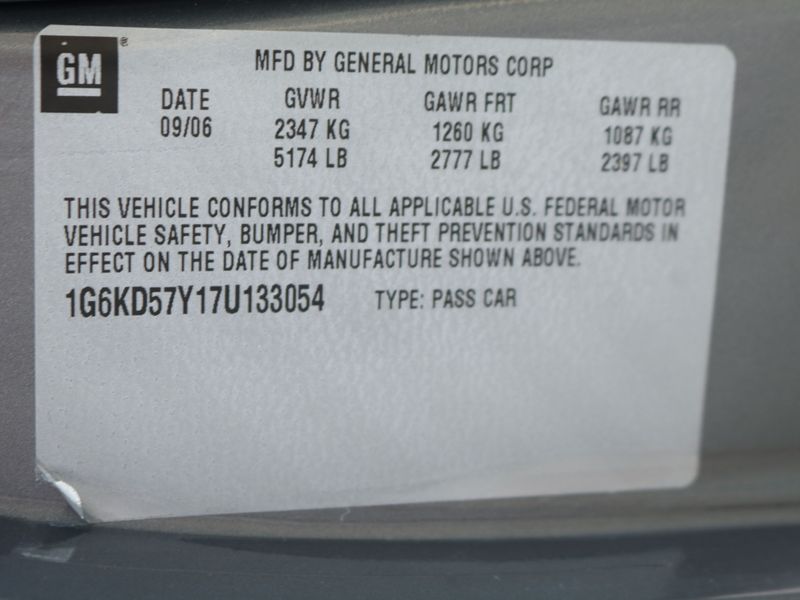 GM®
MFD BY GENERAL MOTORS CORP
DATE GVWR GAWR FRT GAWR RR
09/06 2347 KG 1260 KG 1087 KG
5174 LB 2777 LB 2397 LB
THIS VEHICLE CONFORMS TO ALL APPLICABLE U.S. FEDERAL MOTOR
VEHICLE SAFETY, BUMPER, AND THEFT PREVENTION STANDARDS IN
EFFECT ON THE DATE OF MANUFACTURE SHOWN ABOVE.
1G6KD57Y17U133054 TYPE: PASS CAR